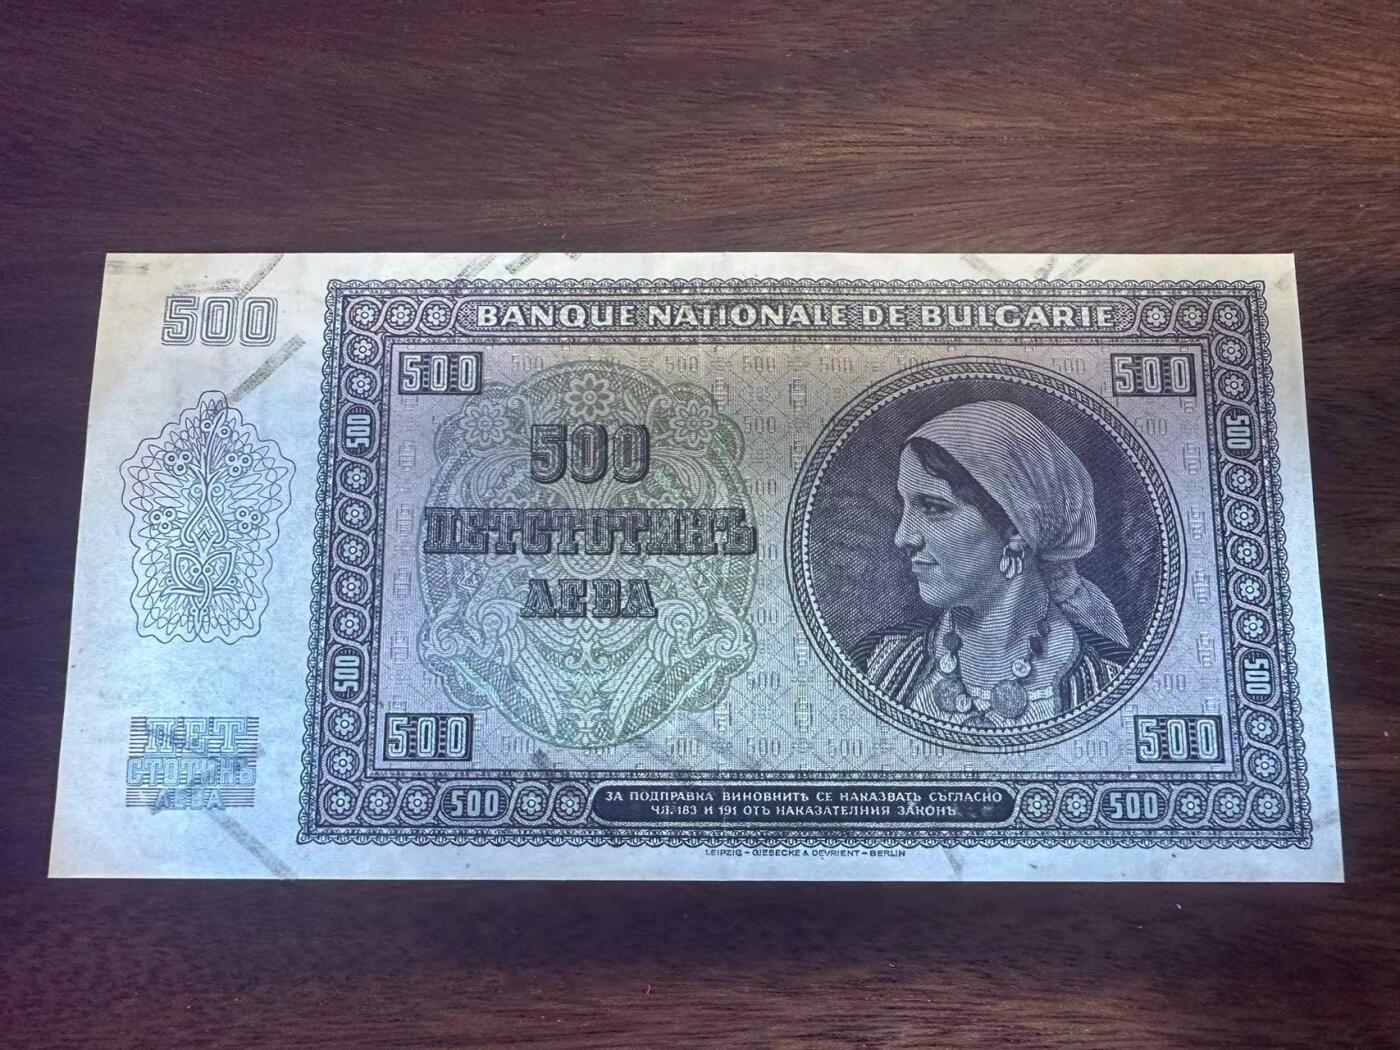 500
BANQUE NATIONALE DE BULGARIE
500 500
500 500
500
ПЕТСТОТИНЪ
ЛЕВА
500 500
500 500
ПЕТ
СТОТИНЪ
ЛЕВА
500 500
ЗА ПОДПРАВКА ВИНОВНИТѢ СЕ НАКАЗВАТЪ СЪГЛАСНО
ЧЛ. 183 И 191 ОТЪ НАКАЗАТЕЛНИЯ ЗАКОНЪ
LEIPZIG – GIESECKE & DEVRIENT – BERLIN